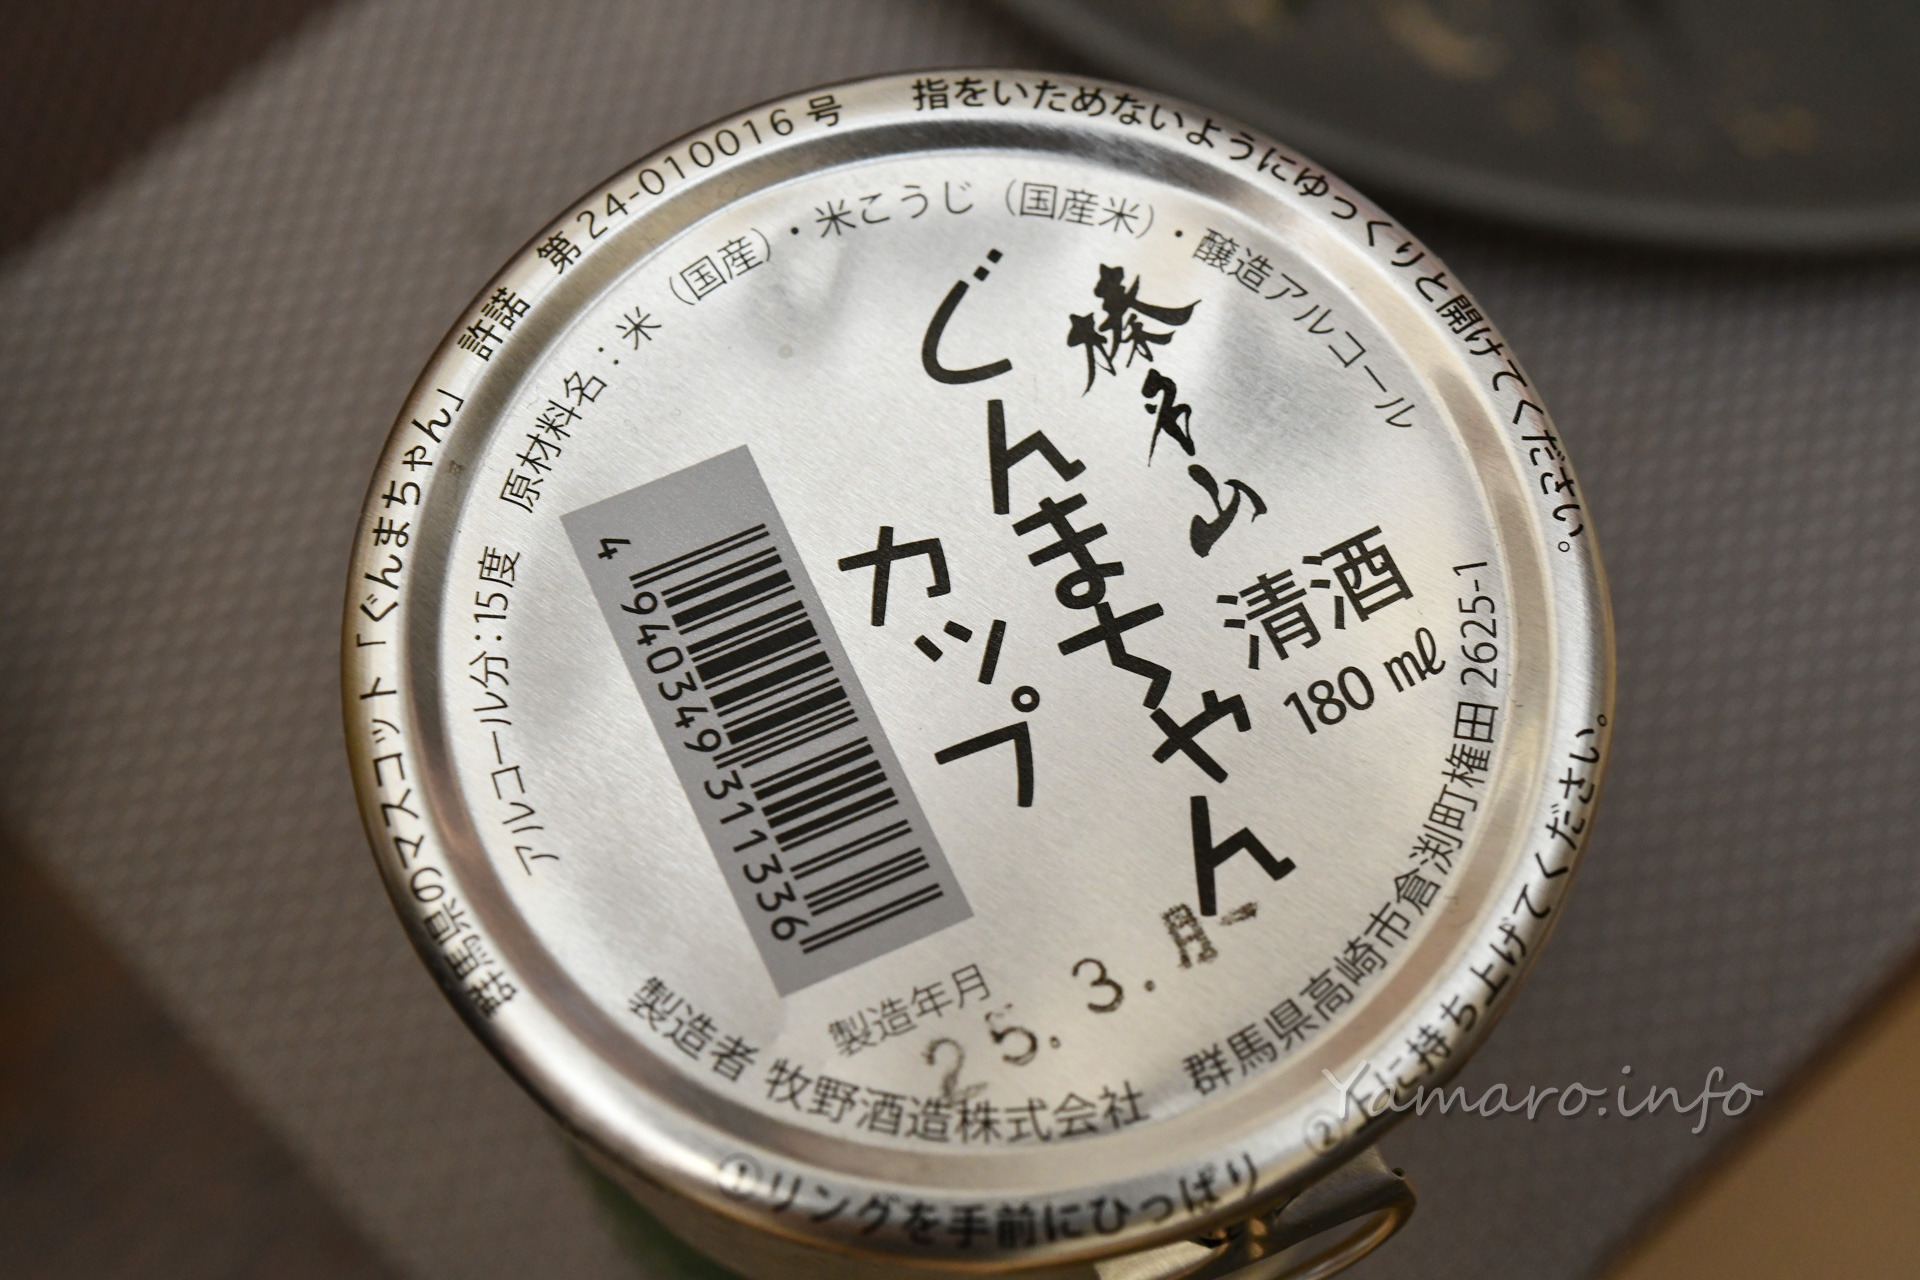 群馬県のマスコット「ぐんまちゃん」 許諾 第24-010016号
指をいためないようにゆっくりと開けてください。
原材料名：米（国産）・米こうじ（国産米）・醸造アルコール
アルコール分：15度
榛名山
ぐんまちゃん
カップ
清酒
180 ㎖
4 964034 931133 6
製造年月
25. 3.
製造者 牧野酒造株式会社 群馬県高崎市倉渕町権田 2625-1
①リングを手前にひっぱり
②上に持ち上げてください。
Yamaro.info